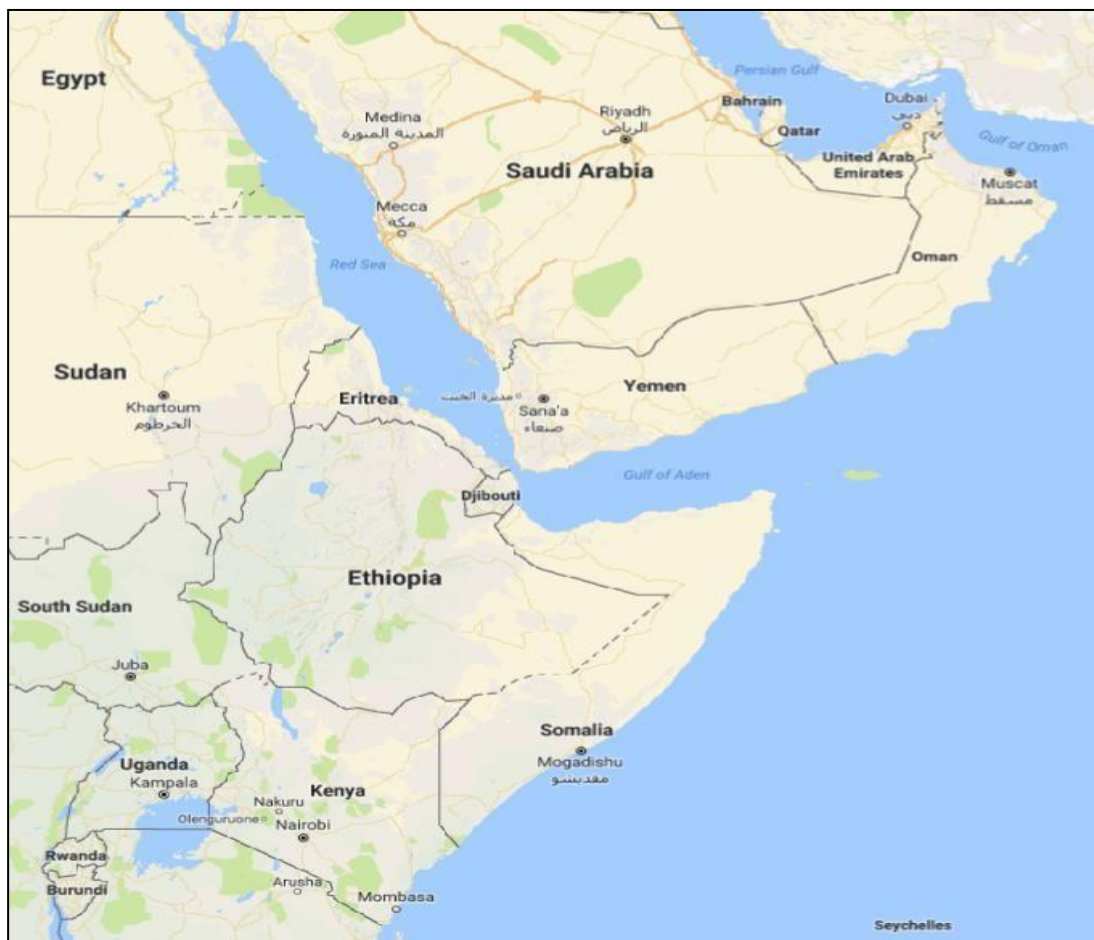 Egypt
Persian Gulf
Bahrain
Qatar
Dubai
دبي
Gulf of Oman
United Arab
Emirates
Muscat
مسقط
Medina
المدينة المنورة
Riyadh
الرياض
Saudi Arabia
Mecca
مكة
Red Sea
Oman
Sudan
Khartoum
الخرطوم
Eritrea
Yemen
Sana'a
صنعاء
Gulf of Aden
Djibouti
Ethiopia
South Sudan
Juba
Somalia
Mogadishu
مقديشو
Uganda
Kampala
Kenya
Nakuru
Olenguruone
Nairobi
Rwanda
Burundi
Arusha
Mombasa
Seychelles